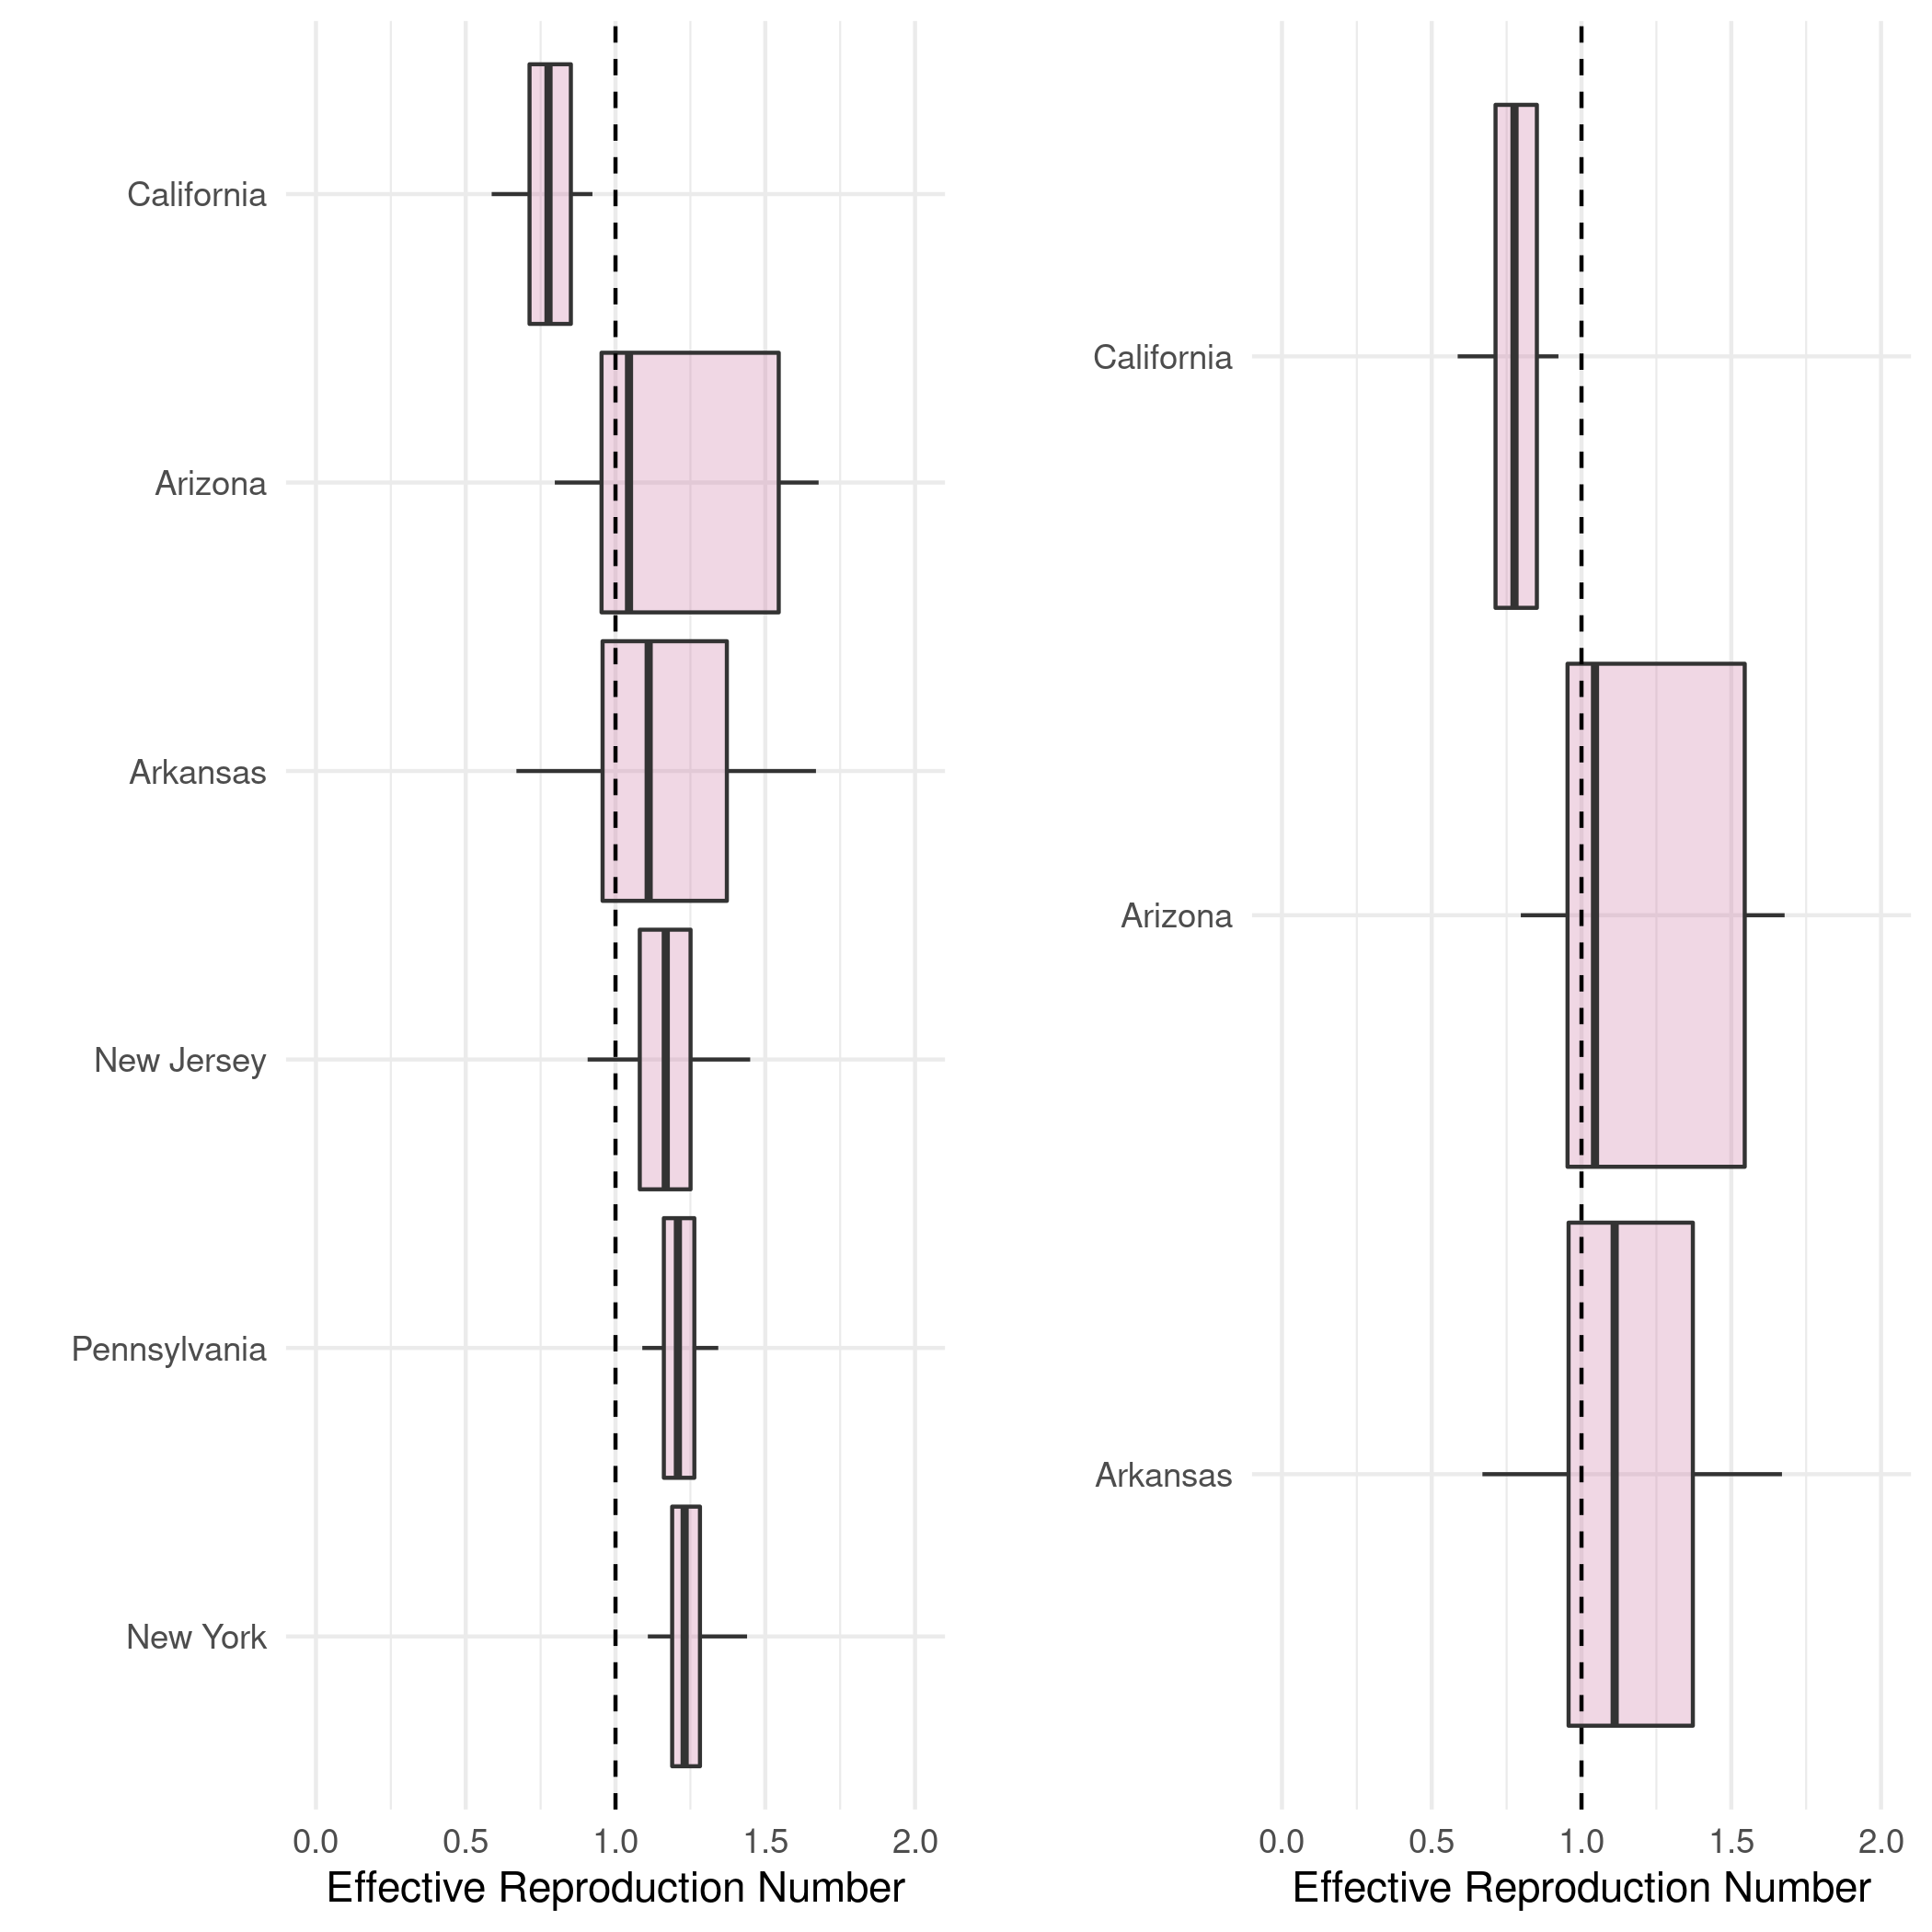 California
Arizona
Arkansas
New Jersey
Pennsylvania
New York
0.0 0.5 1.0 1.5 2.0
Effective Reproduction Number
California
Arizona
Arkansas
0.0 0.5 1.0 1.5 2.0
Effective Reproduction Number